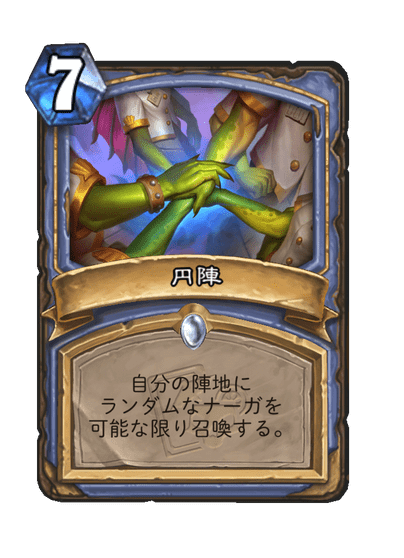 7
円陣
自分の陣地に
ランダムなナーガを
可能な限り召喚する。